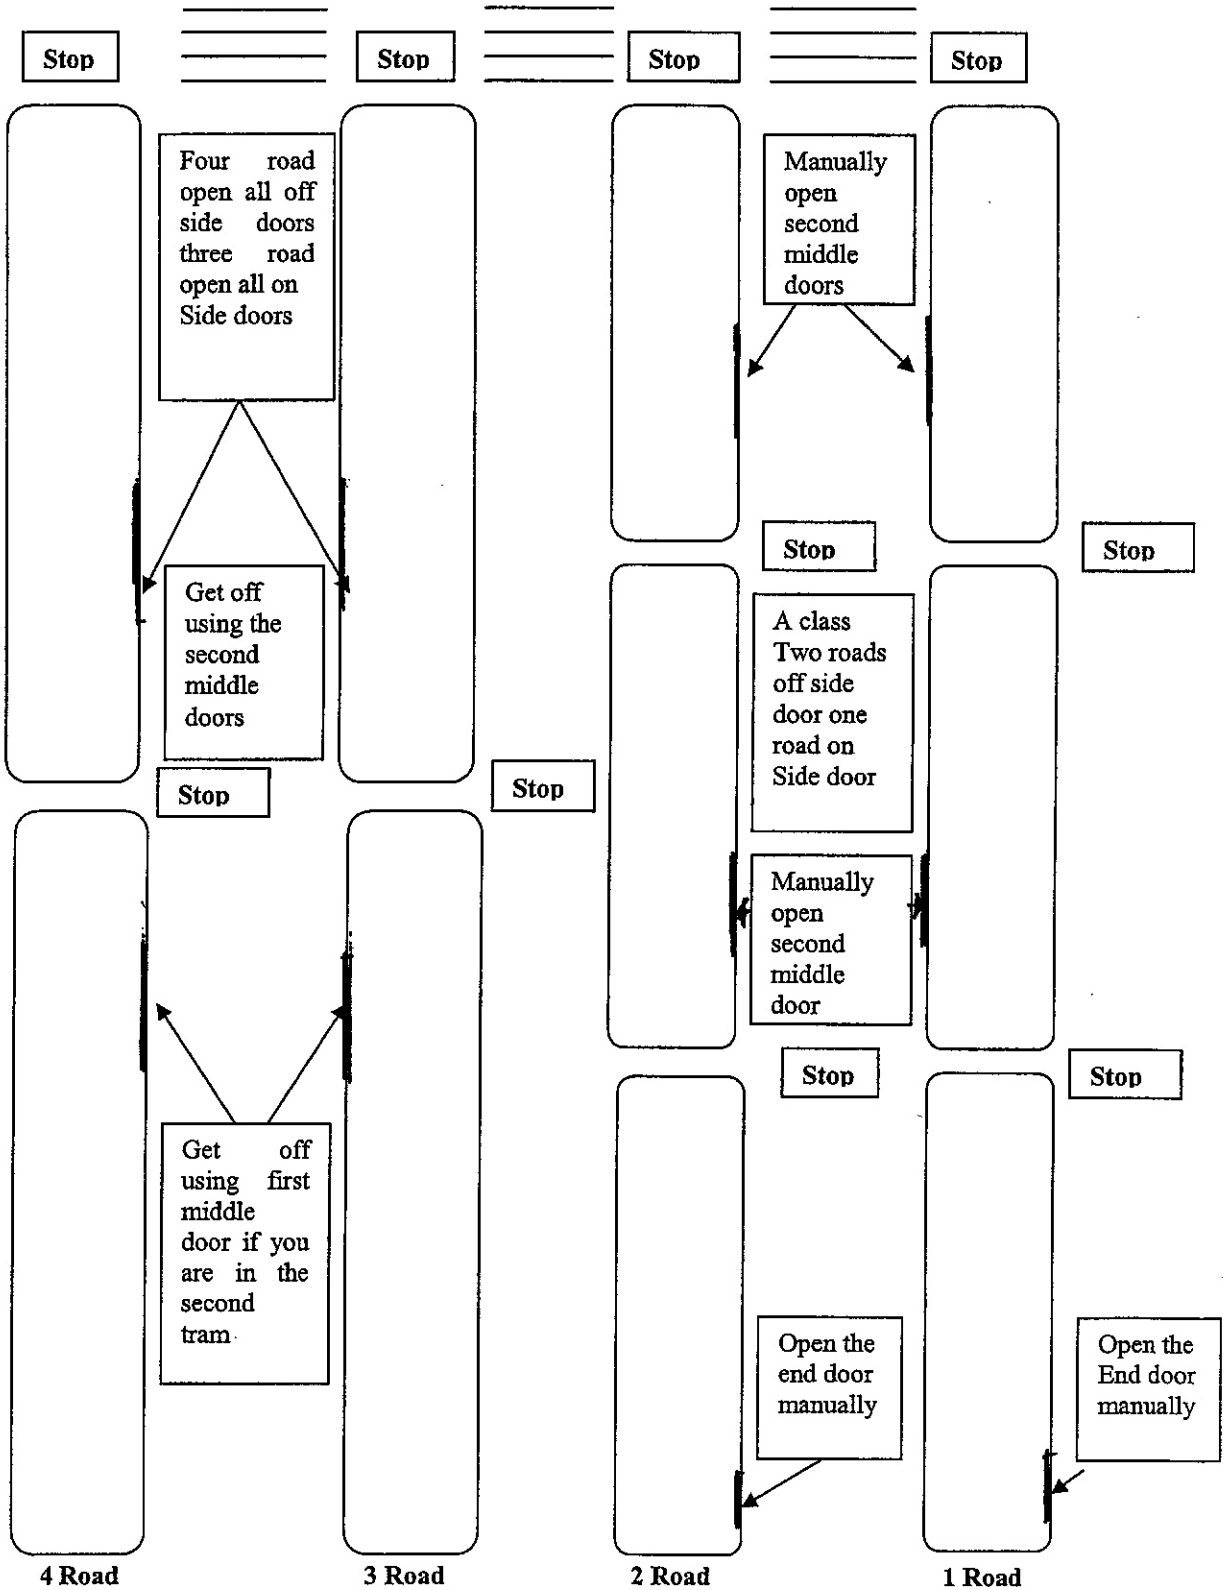 Stop
Stop
Stop
Stop
Four road
open all off
side doors
three road
open all on
Side doors
Manually
open
second
middle
doors
Stop
Stop
Get off
using the
second
middle
doors
A class
Two roads
off side
door one
road on
Side door
Stop
Stop
Manually
open
second
middle
door
Stop
Stop
Get off
using first
middle
door if you
are in the
second
tram
Open the
end door
manually
Open the
End door
manually
4 Road
3 Road
2 Road
1 Road